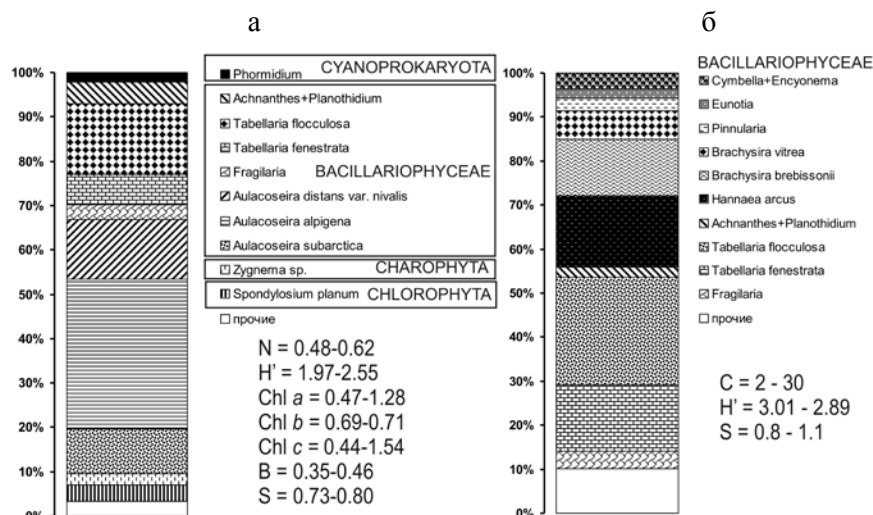 а
б
100%
90%
80%
70%
60%
50%
40%
30%
20%
10%
0%
CYANOPROKARYOTA
Phormidium
Achnanthes+Planothidium
Tabellaria flocculosa
Tabellaria fenestrata
Fragilaria
BACILLARIOPHYCEAE
Aulacoseira distans var. nivalis
Aulacoseira alpigena
Aulacoseira subarctica
Zygnema sp.
CHAROPHYTA
Spondylosium planum
CHLOROPHYTA
прочие
N = 0.48-0.62
H' = 1.97-2.55
Chl a = 0.47-1.28
Chl b = 0.69-0.71
Chl c = 0.44-1.54
B = 0.35-0.46
S = 0.73-0.80
100%
90%
80%
70%
60%
50%
40%
30%
20%
10%
0%
BACILLARIOPHYCEAE
Cymbella+Encyonema
Eunotia
Pinnularia
Brachysira vitrea
Brachysira brebissonii
Hannaea arcus
Achnanthes+Planothidium
Tabellaria flocculosa
Tabellaria fenestrata
Fragilaria
прочие
C = 2 - 30
H' = 3.01 - 2.89
S = 0.8 - 1.1